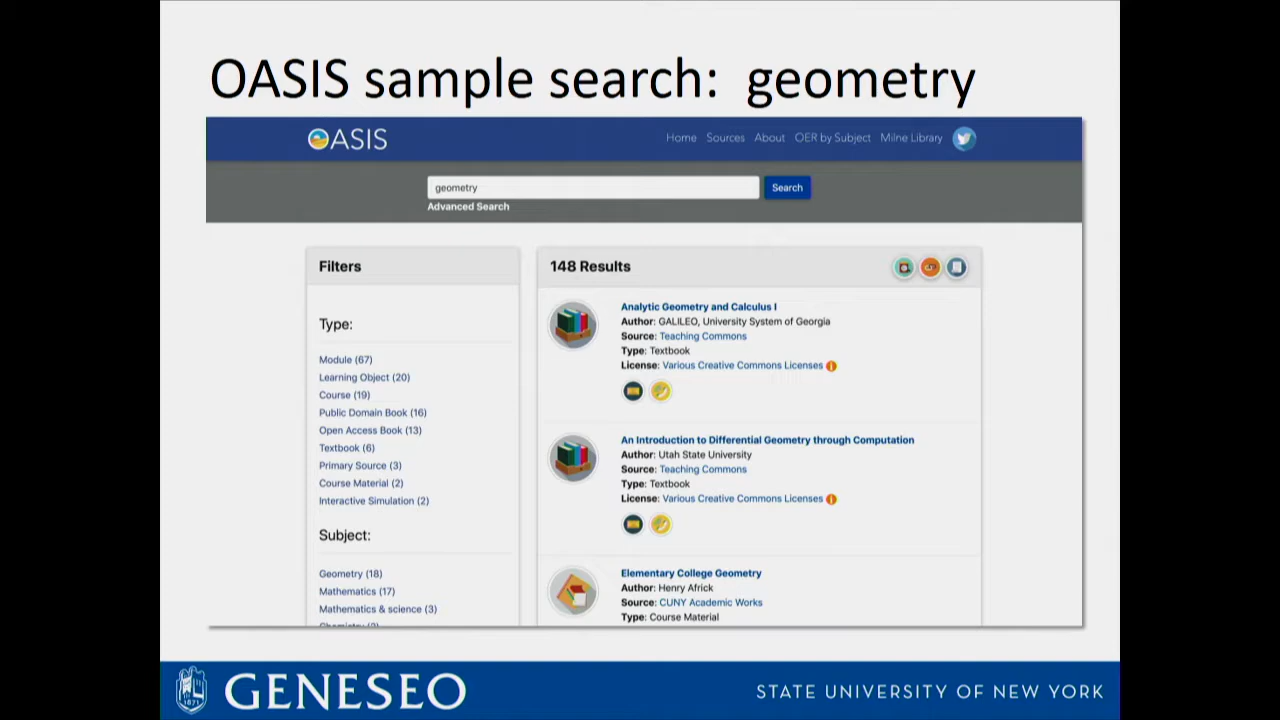 OASIS sample search: geometry
OASIS
Home Sources About OER by Subject Milne Library
geometry
Search
Advanced Search
Filters
Type:
Module (67)
Learning Object (20)
Course (19)
Public Domain Book (16)
Open Access Book (13)
Textbook (6)
Primary Source (3)
Course Material (2)
Interactive Simulation (2)
Subject:
Geometry (18)
Mathematics (17)
Mathematics & science (3)
148 Results
Analytic Geometry and Calculus I
Author: GALILEO, University System of Georgia
Source: Teaching Commons
Type: Textbook
License: Various Creative Commons Licenses
An Introduction to Differential Geometry through Computation
Author: Utah State University
Source: Teaching Commons
Type: Textbook
License: Various Creative Commons Licenses
Elementary College Geometry
Author: Henry Africk
Source: CUNY Academic Works
Type: Course Material
1871
GENESEO
STATE UNIVERSITY OF NEW YORK